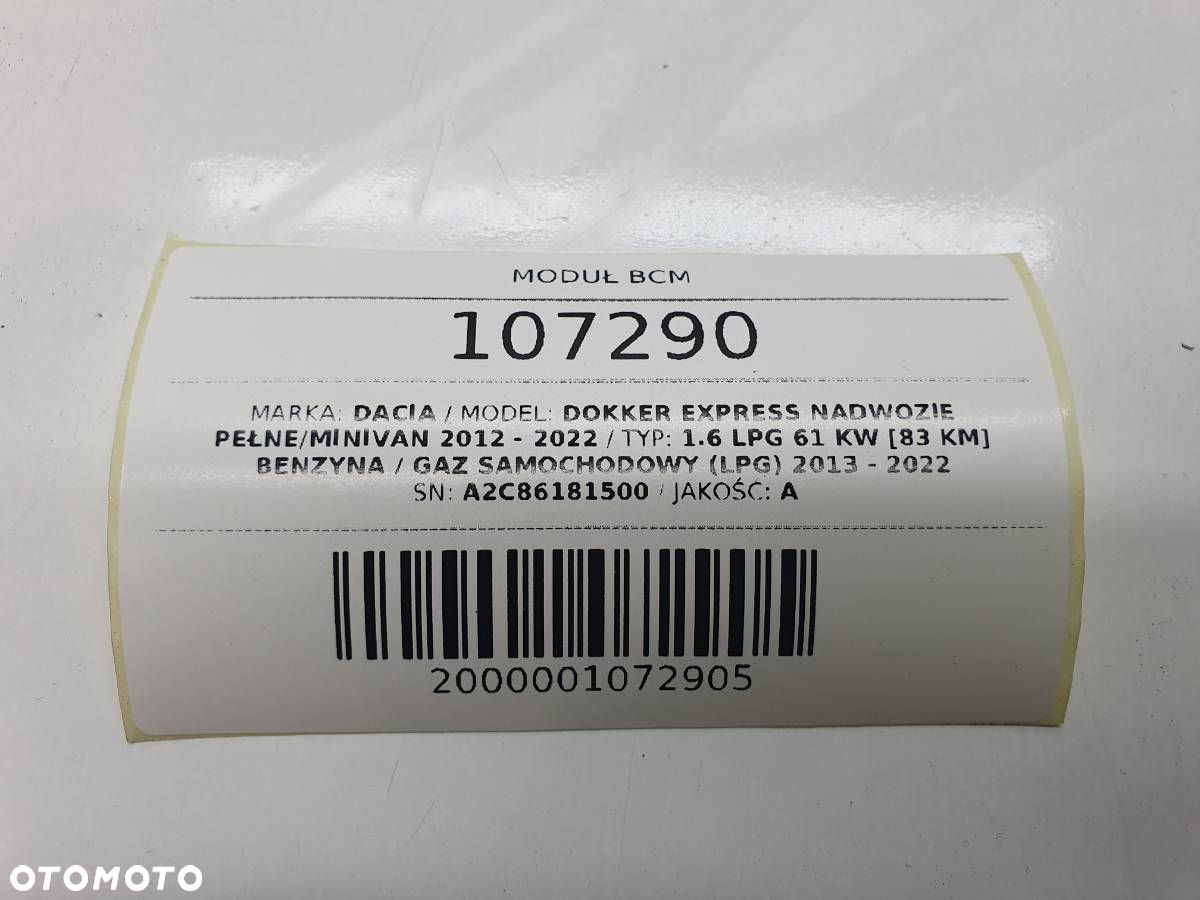 MODUŁ BCM
107290
MARKA: DACIA / MODEL: DOKKER EXPRESS NADWOZIE
PEŁNE/MINIVAN 2012 - 2022 / TYP: 1.6 LPG 61 KW [83 KM]
BENZYNA / GAZ SAMOCHODOWY (LPG) 2013 - 2022
SN: A2C86181500 / JAKOŚĆ: A
2000001072905
OTOMOTO